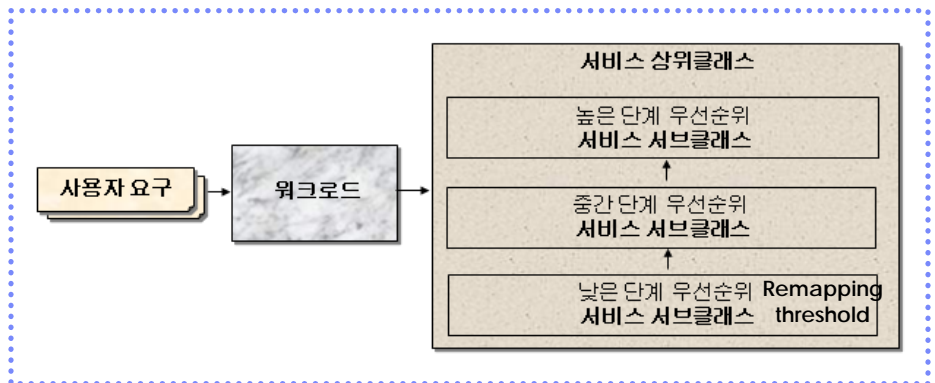 서비스 상위클래스
높은 단계 우선순위
서비스 서브클래스
사용자 요구
워크로드
중간 단계 우선순위
서비스 서브클래스
낮은 단계 우선순위
서비스 서브클래스
Remapping
threshold